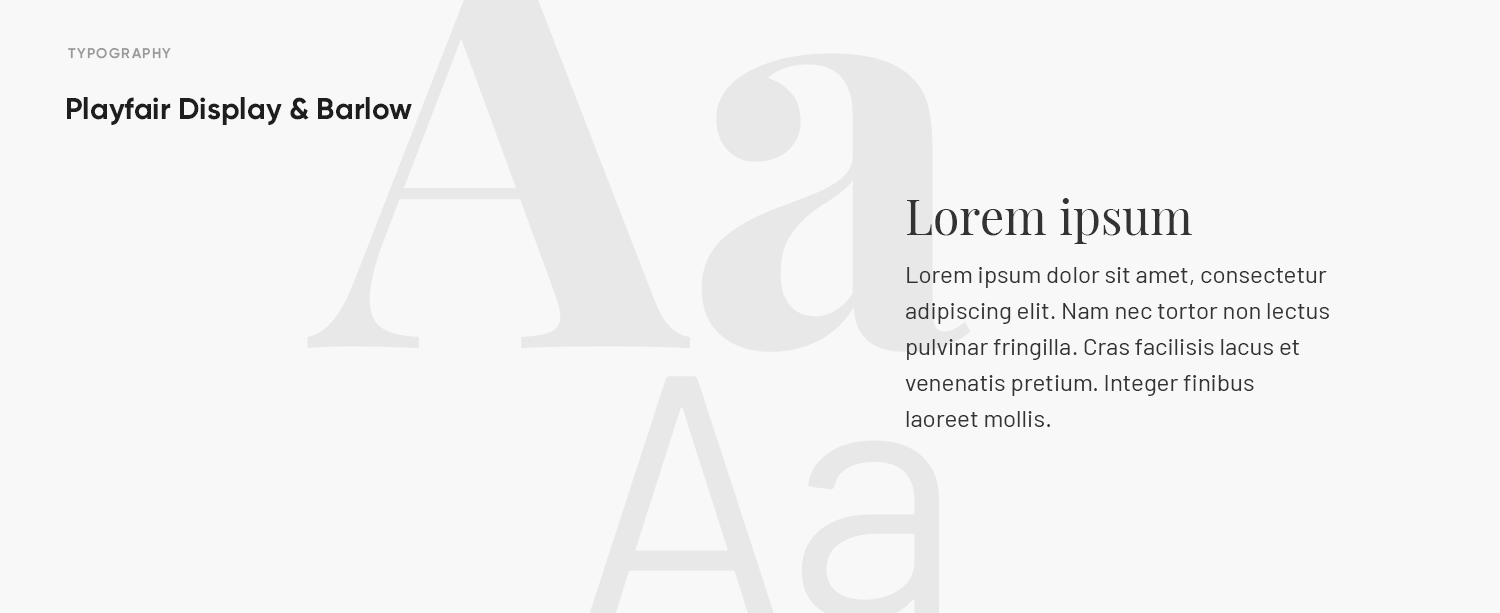 TYPOGRAPHY
Playfair Display & Barlow
Aa
Lorem ipsum
Lorem ipsum dolor sit amet, consectetur
adipiscing elit. Nam nec tortor non lectus
pulvinar fringilla. Cras facilisis lacus et
venenatis pretium. Integer finibus
laoreet mollis.
Aa